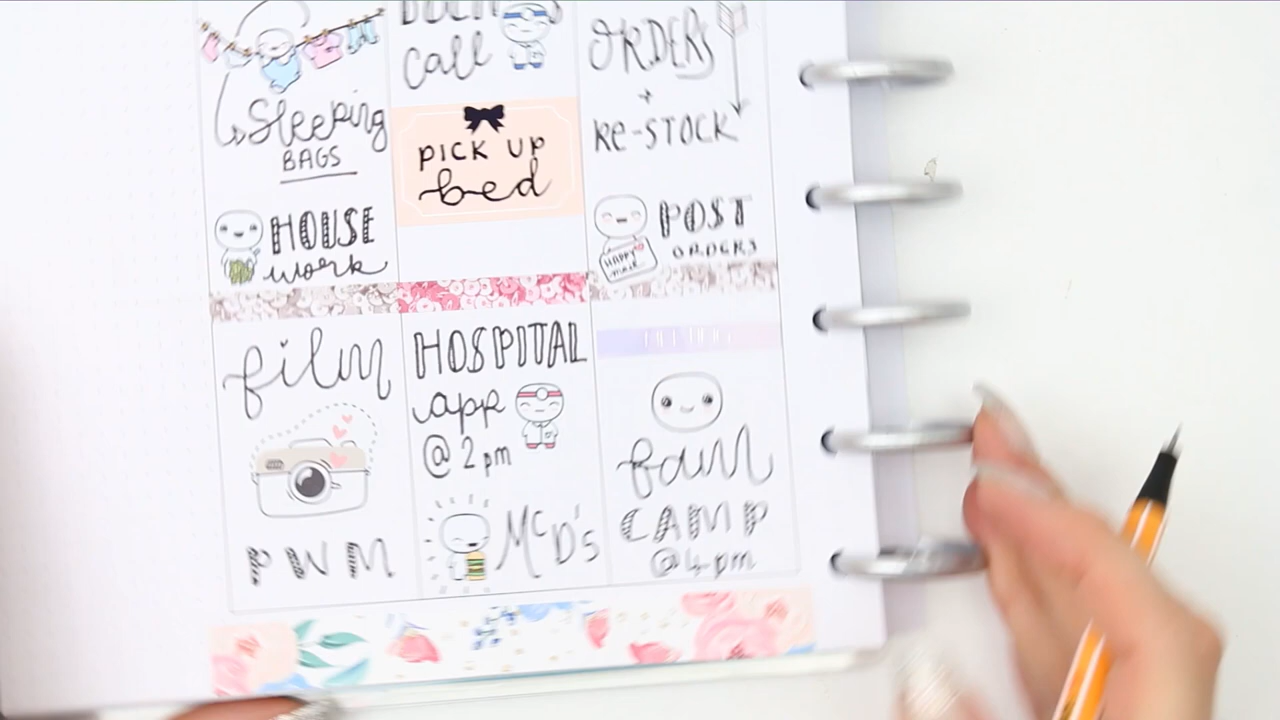 Call
Sleeping
BAGS
HOUSE
work
PICK UP
bed
ORDERS
+
RE-STOCK
POST
ORDERS
HAPPY
mail
film
PWM
HOSPITAL
app
@ 2pm
McD's
fam
CAMP
@4pm